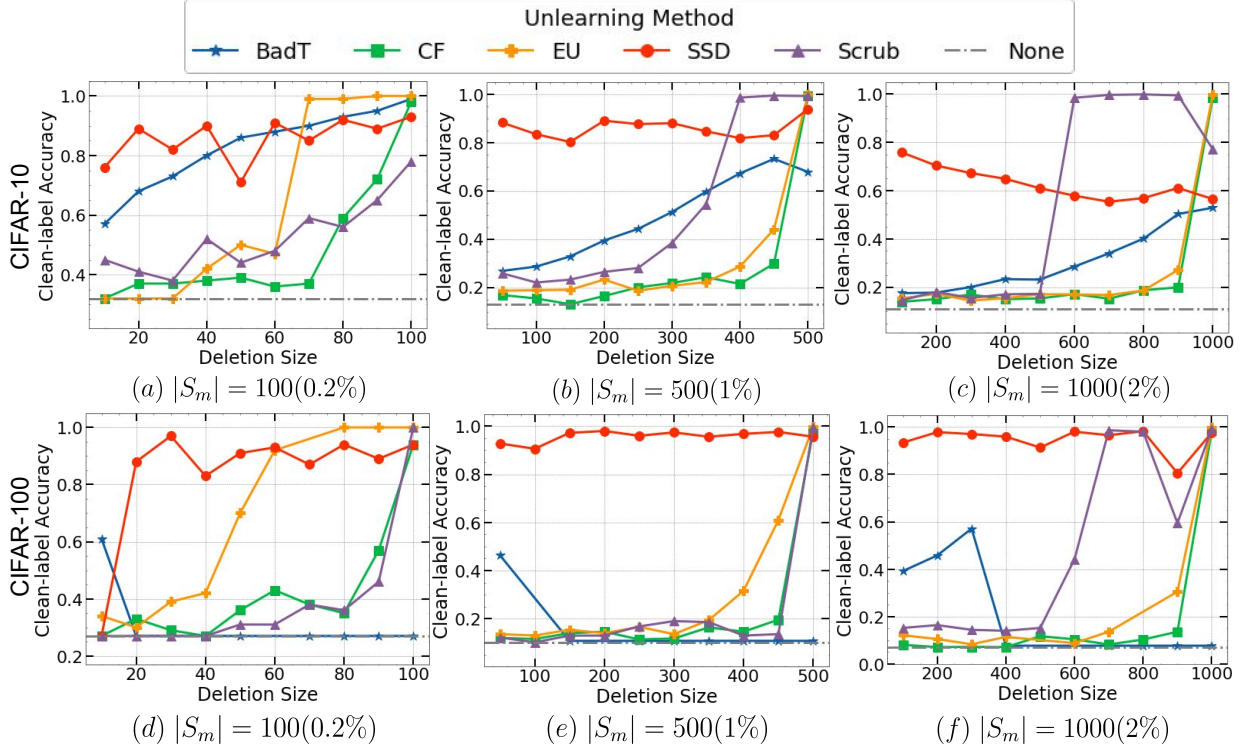 Unlearning Method
BadT CF EU SSD Scrub None
CIFAR-10
Clean-label Accuracy
1.0
0.8
0.6
0.4
20 40 60 80 100
Deletion Size
(a) |S_m| = 100(0.2%)
Clean-label Accuracy
1.0
0.8
0.6
0.4
0.2
100 200 300 400 500
Deletion Size
(b) |S_m| = 500(1%)
Clean-label Accuracy
1.0
0.8
0.6
0.4
0.2
200 400 600 800 1000
Deletion Size
(c) |S_m| = 1000(2%)
CIFAR-100
Clean-label Accuracy
1.0
0.8
0.6
0.4
0.2
20 40 60 80 100
Deletion Size
(d) |S_m| = 100(0.2%)
Clean-label Accuracy
1.0
0.8
0.6
0.4
0.2
100 200 300 400 500
Deletion Size
(e) |S_m| = 500(1%)
Clean-label Accuracy
1.0
0.8
0.6
0.4
0.2
0.0
200 400 600 800 1000
Deletion Size
(f) |S_m| = 1000(2%)